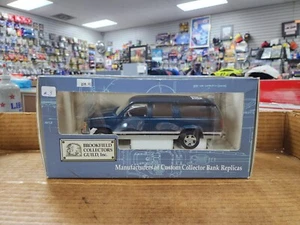 BROOKFIELD
COLLECTORS
GUILD, Inc.
Manufacturers of Custom Collector Bank Replicas